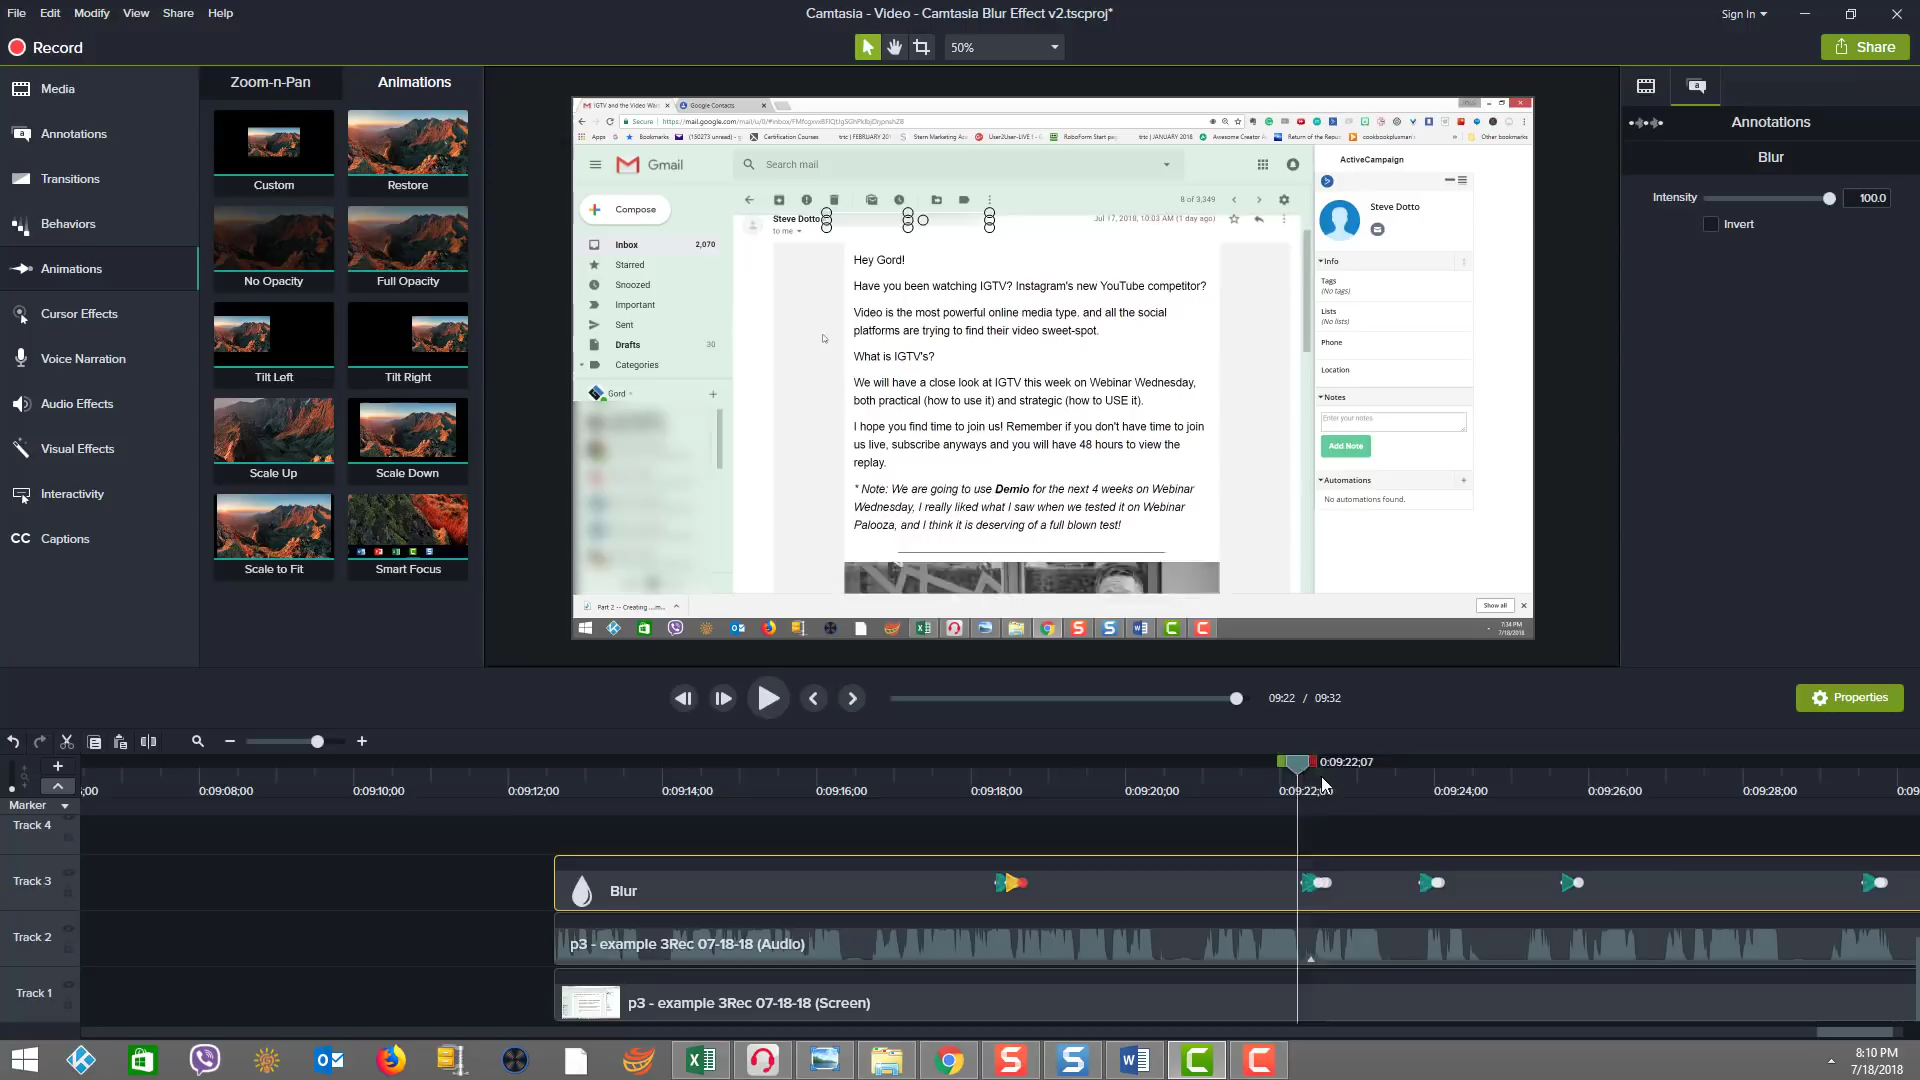 File Edit Modify View Share Help
Camtasia - Video - Camtasia Blur Effect v2.tscproj*
Sign In
Record
50%
Share
Media
Annotations
Transitions
Behaviors
Animations
Cursor Effects
Voice Narration
Audio Effects
Visual Effects
Interactivity
CC Captions
Zoom-n-Pan Animations
Custom Restore
No Opacity Full Opacity
Tilt Left Tilt Right
Scale Up Scale Down
Scale to Fit Smart Focus
IGTV and the Video Wars Google Contacts
Secure
Apps Bookmarks (150273 unread) Certification Courses tric | FEBRUARY 201 Stern Marketing User2User-LIVE! RoboForm Start pag tric | JANUARY 2018 Awesome Creator Return of the Repu cookbookplusman Other bookmarks
Gmail Search mail
Compose
8 of 3,349
Inbox 2,070
Starred
Snoozed
Important
Sent
Drafts 30
Categories
Gord
Steve Dotto
Jul 17, 2018, 10:03 AM (1 day ago)
to me
Hey Gord!
Have you been watching IGTV? Instagram's new YouTube competitor?
Video is the most powerful online media type, and all the social
platforms are trying to find their video sweet-spot.
What is IGTV's?
We will have a close look at IGTV this week on Webinar Wednesday,
both practical (how to use it) and strategic (how to USE it).
I hope you find time to join us! Remember if you don't have time to join
us live, subscribe anyways and you will have 48 hours to view the
replay.
* Note: We are going to use Demio for the next 4 weeks on Webinar
Wednesday, I really liked what I saw when we tested it on Webinar
Palooza, and I think it is deserving of a full blown test!
ActiveCampaign
Steve Dotto
Info
Tags
(No tags)
Lists
(No lists)
Phone
Location
Notes
Enter your notes
Add Note
Automations
No automations found.
Part 2 -- Creating ....m...
Show all
7:34 PM
7/18/2018
Annotations
Blur
Intensity 100.0
Invert
09:22 / 09:32
Properties
0:09:22;07
;00 0:09:08;00 0:09:10;00 0:09:12;00 0:09:14;00 0:09:16;00 0:09:18;00 0:09:20;00 0:09:22;00 0:09:24;00 0:09:26;00 0:09:28;00 0:09
Marker
Track 4
Track 3 Blur
Track 2 p3 - example 3Rec 07-18-18 (Audio)
Track 1 p3 - example 3Rec 07-18-18 (Screen)
8:10 PM
7/18/2018